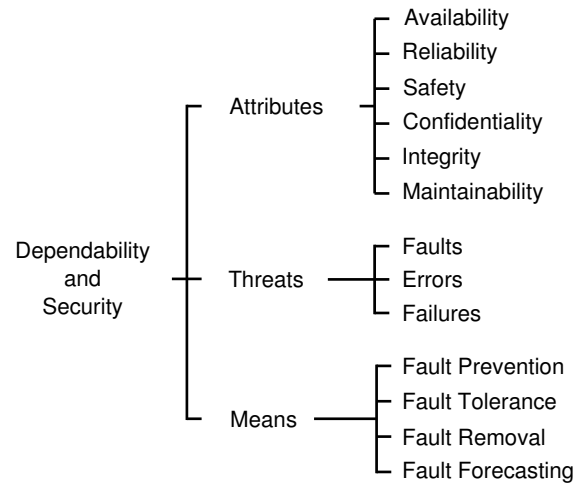 Dependability
and
Security
Attributes
Availability
Reliability
Safety
Confidentiality
Integrity
Maintainability
Threats
Faults
Errors
Failures
Means
Fault Prevention
Fault Tolerance
Fault Removal
Fault Forecasting